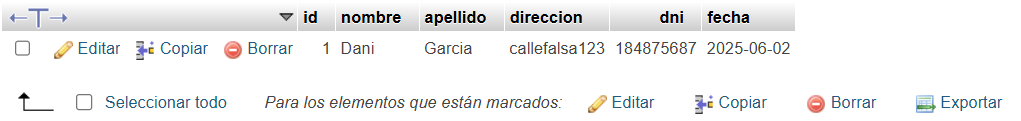 id nombre apellido direccion dni fecha
Editar Copiar Borrar 1 Dani Garcia callefalsa123 184875687 2025-06-02
Seleccionar todo Para los elementos que están marcados: Editar Copiar Borrar Exportar